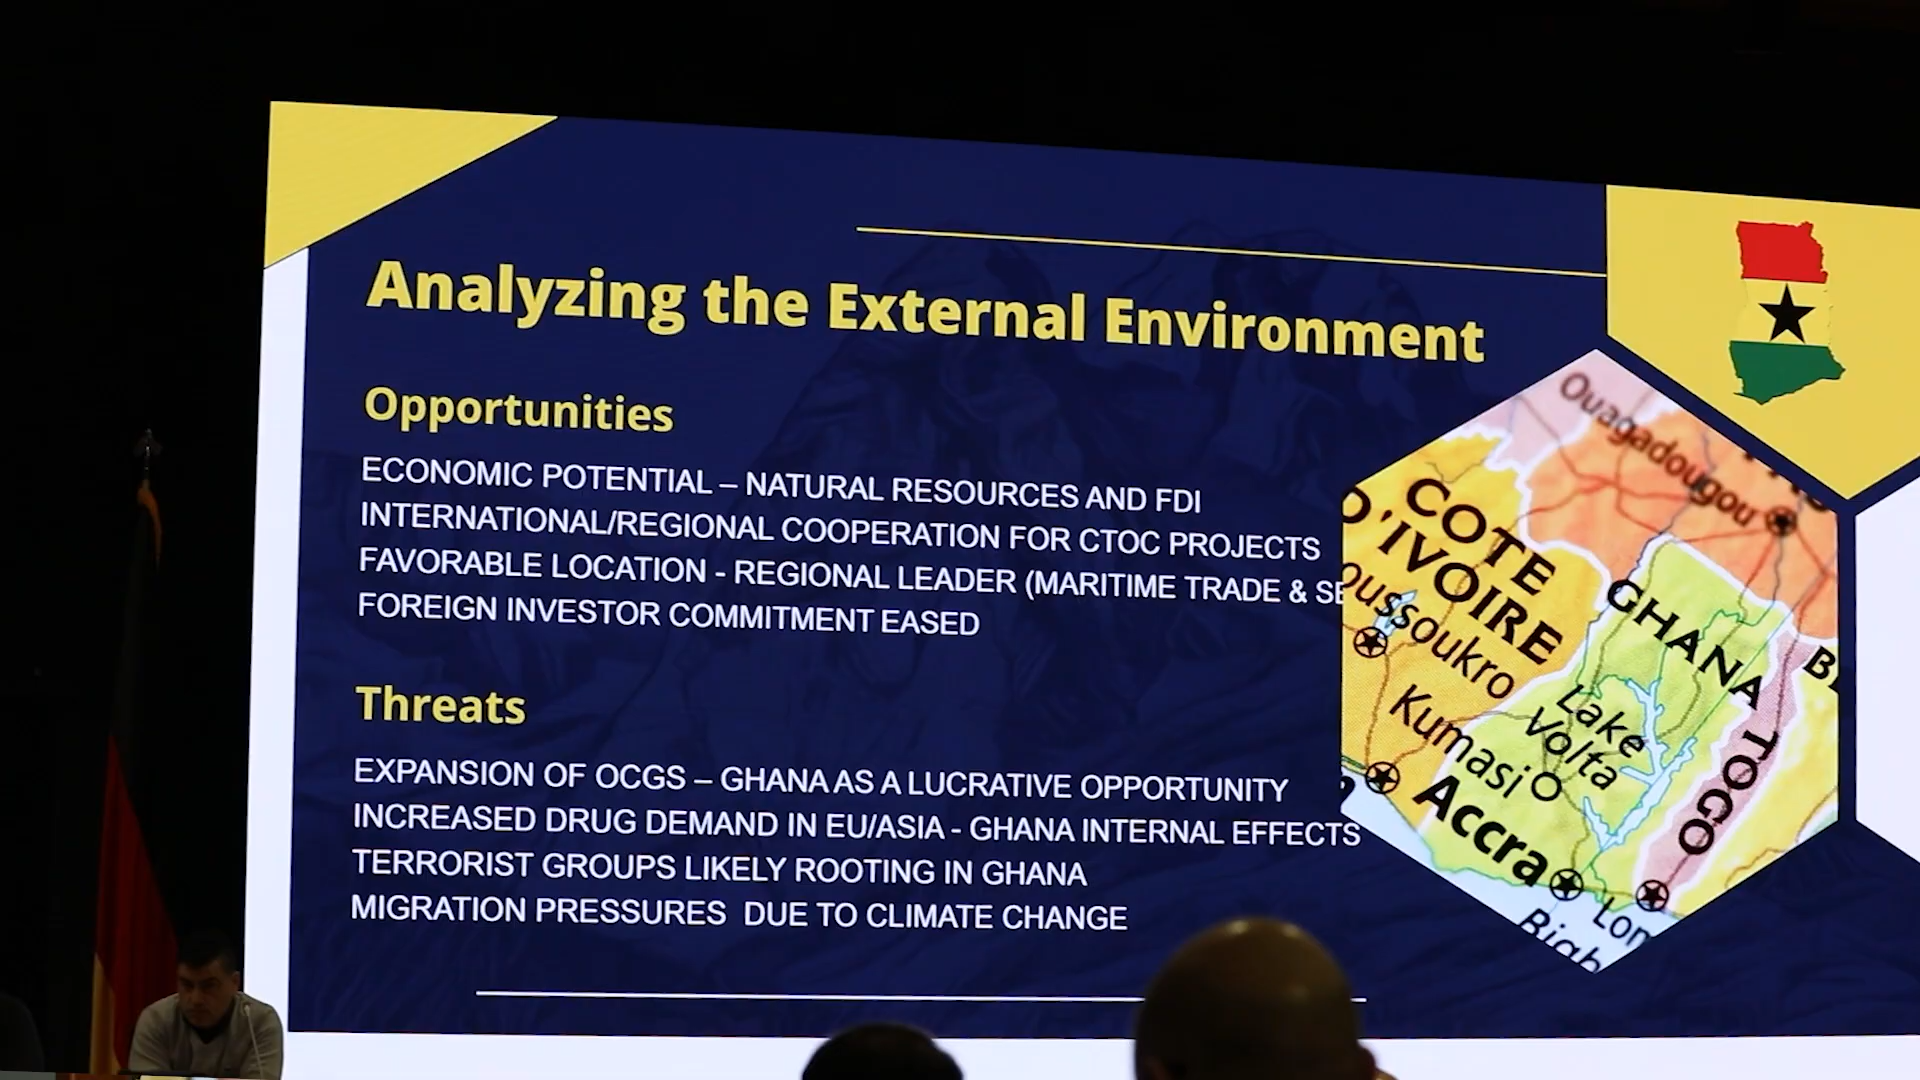 Analyzing the External Environment
Opportunities
ECONOMIC POTENTIAL – NATURAL RESOURCES AND FDI
INTERNATIONAL/REGIONAL COOPERATION FOR CTOC PROJECTS
FAVORABLE LOCATION - REGIONAL LEADER (MARITIME TRADE & SE
FOREIGN INVESTOR COMMITMENT EASED
Threats
EXPANSION OF OCGS – GHANA AS A LUCRATIVE OPPORTUNITY
INCREASED DRUG DEMAND IN EU/ASIA - GHANA INTERNAL EFFECTS
TERRORIST GROUPS LIKELY ROOTING IN GHANA
MIGRATION PRESSURES DUE TO CLIMATE CHANGE
Ouagadougou
COTE
D'IVOIRE
oussoukro
GHANA
Lake
Volta
Kumasi
TOGO
Accra
Lom
Bigh